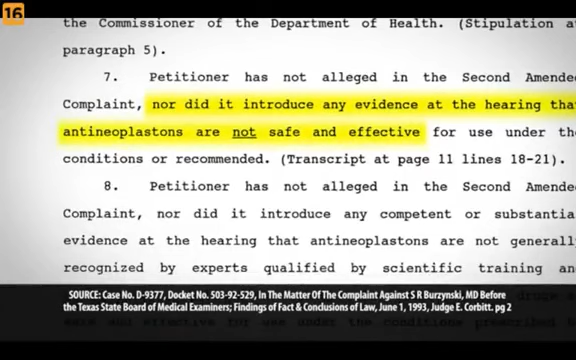 16
the Commissioner of the Department of Health. (Stipulation at
paragraph 5).
7. Petitioner has not alleged in the Second Amende
Complaint, nor did it introduce any evidence at the hearing tha
antineoplastons are not safe and effective for use under the
conditions or recommended. (Transcript at page 11 lines 18-21).
8. Petitioner has not alleged in the Second Amende
Complaint, nor did it introduce any competent or substantia
evidence at the hearing that antineoplastons are not generally
recognized by experts qualified by scientific training an
SOURCE: Case No. D-9377, Docket No. 503-92-529, In The Matter Of The Complaint Against S R Burzynski, MD Before
the Texas State Board of Medical Examiners; Findings of Fact & Conclusions of Law, June 1, 1993, Judge E. Corbitt. pg 2